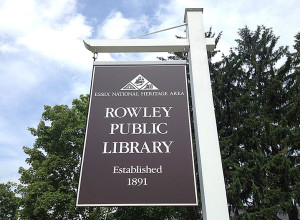 ESSEX NATIONAL HERITAGE AREA
ROWLEY
PUBLIC
LIBRARY
Established
1891